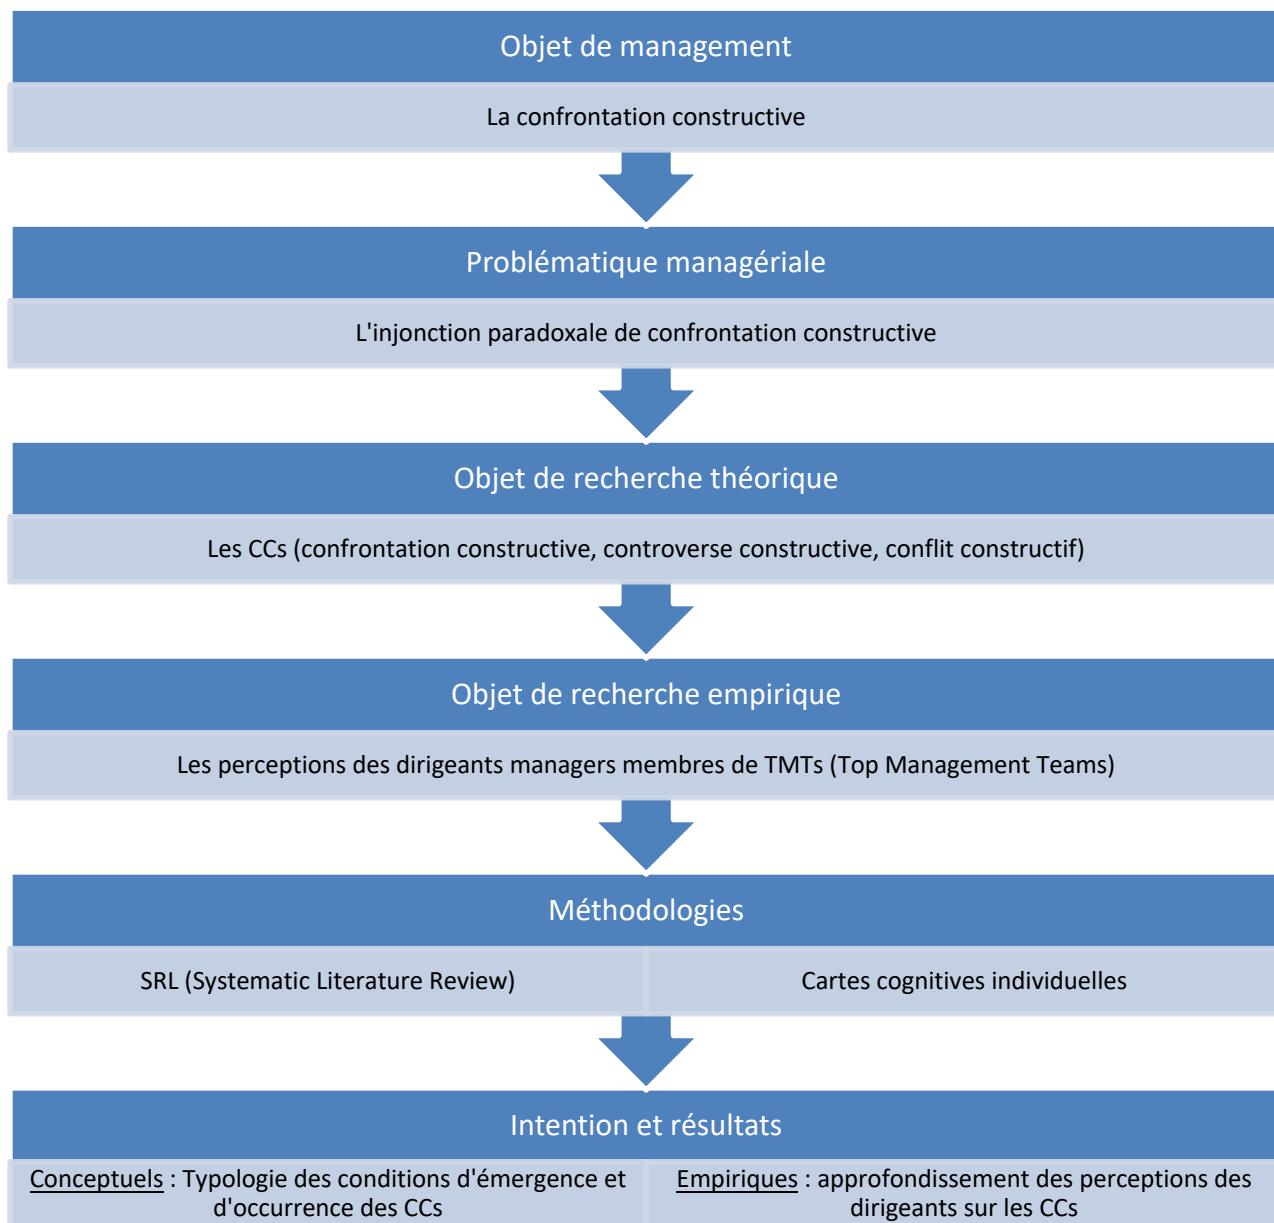 Objet de management
La confrontation constructive
Problématique managériale
L'injonction paradoxale de confrontation constructive
Objet de recherche théorique
Les CCs (confrontation constructive, controverse constructive, conflit constructif)
Objet de recherche empirique
Les perceptions des dirigeants managers membres de TMTs (Top Management Teams)
Méthodologies
SRL (Systematic Literature Review)
Cartes cognitives individuelles
Intention et résultats
Conceptuels : Typologie des conditions d'émergence et
d'occurrence des CCs
Empiriques : approfondissement des perceptions des
dirigeants sur les CCs